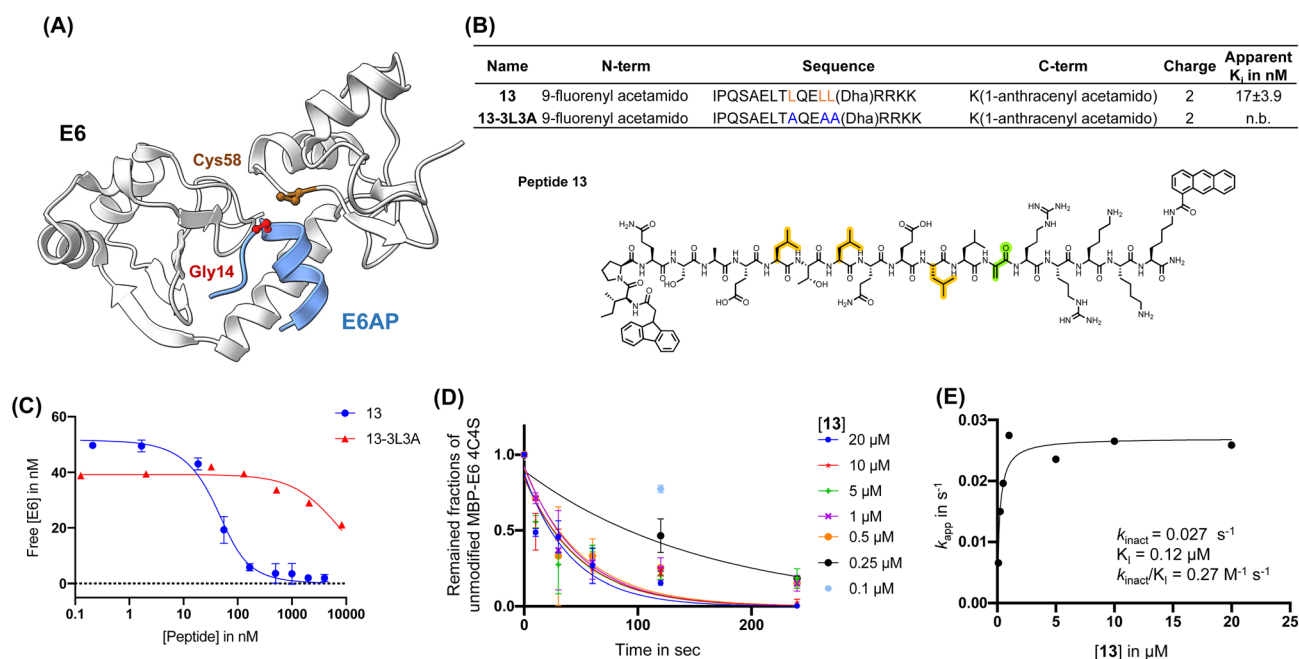 (A)
E6
Cys58
Gly14
E6AP
(B)
Name N-term Sequence C-term Charge Apparent Ki in nM
13 9-fluorenyl acetamido IPQSAELTLQELL(Dha)RRKK K(1-anthracenyl acetamido) 2 17±3.9
13-3L3A 9-fluorenyl acetamido IPQSAELTAQEAA(Dha)RRKK K(1-anthracenyl acetamido) 2 n.b.
Peptide 13
(C)
Free [E6] in nM
60
40
20
0
0.1 1 10 100 1000 10000
[Peptide] in nM
13
13-3L3A
(D)
Remained fractions of
unmodified MBP-E6 4C4S
1.0
0.5
0.0
0 200
Time in sec
[13]
20 µM
10 µM
5 µM
1 µM
0.5 µM
0.25 µM
0.1 µM
(E)
kapp in s-1
0.03
0.02
0.01
0.00
0 5 10 15 20 25
[13] in µM
kinact = 0.027 s-1
KI = 0.12 µM
kinact/KI = 0.27 M-1 s-1